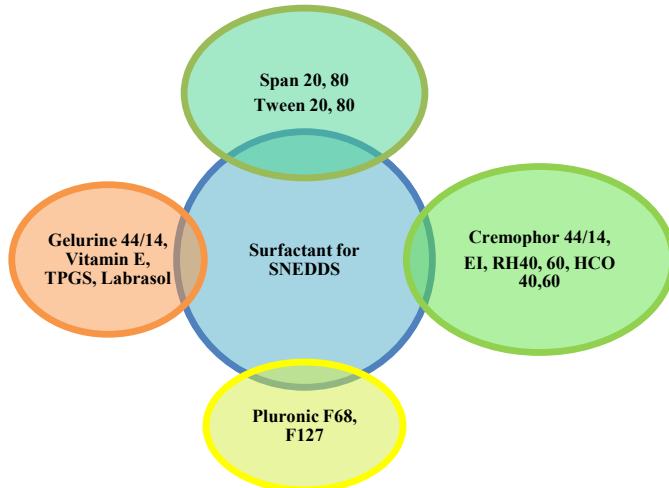 Span 20, 80
Tween 20, 80
Gelurine 44/14,
Vitamin E,
TPGS, Labrasol
Surfactant for
SNEDDS
Cremophor 44/14,
EI, RH40, 60, HCO
40,60
Pluronic F68,
F127